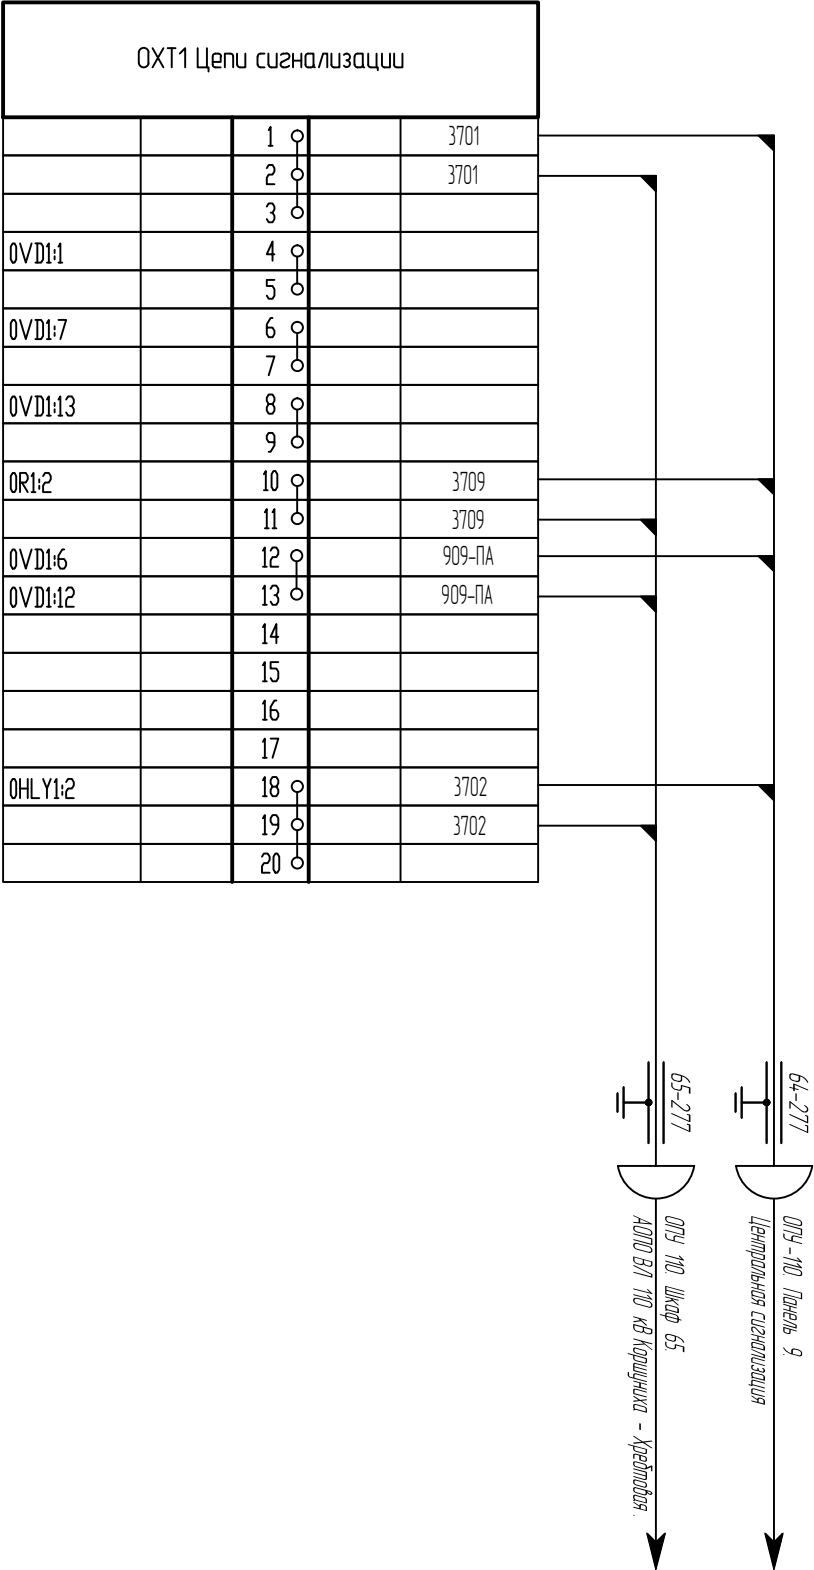 0XT1 Цепи сигнализации
1 3701
2 3701
3
0VD1:1 4
5
0VD1:7 6
7
0VD1:13 8
9
0R1:2 10 3709
11 3709
0VD1:6 12 909-ПА
0VD1:12 13 909-ПА
14
15
16
17
0HLY1:2 18 3702
19 3702
20
65-277
64-277
ОПУ 110. Шкаф 65.
АОПО ВЛ 110 кВ Коршуниха - Хребтовая.
ОПУ-110. Панель 9.
Центральная сигнализация